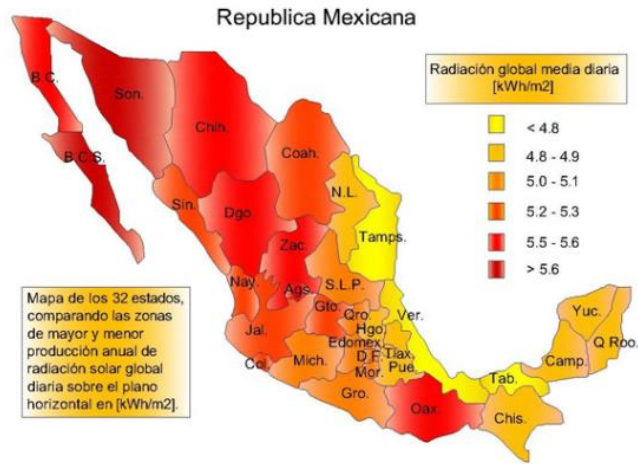 Republica Mexicana
Radiación global media diaria
[kWh/m2]
< 4.8
4.8 - 4.9
5.0 - 5.1
5.2 - 5.3
5.5 - 5.6
> 5.6
B.C.
Son.
Chih.
Coah.
B.C.S.
N.L.
Sin.
Dgo.
Tamps.
Zac.
Nay.
Ags.
S.L.P.
Gto.
Qro.
Ver.
Hgo.
Jal.
Edomex.
D.F.
Tlax.
Col.
Mich.
Mor.
Pue.
Gro.
Oax.
Tab.
Chis.
Yuc.
Q Roo.
Camp.
Mapa de los 32 estados,
comparando las zonas
de mayor y menor
producción anual de
radiación solar global
diaria sobre el plano
horizontal en [kWh/m2].